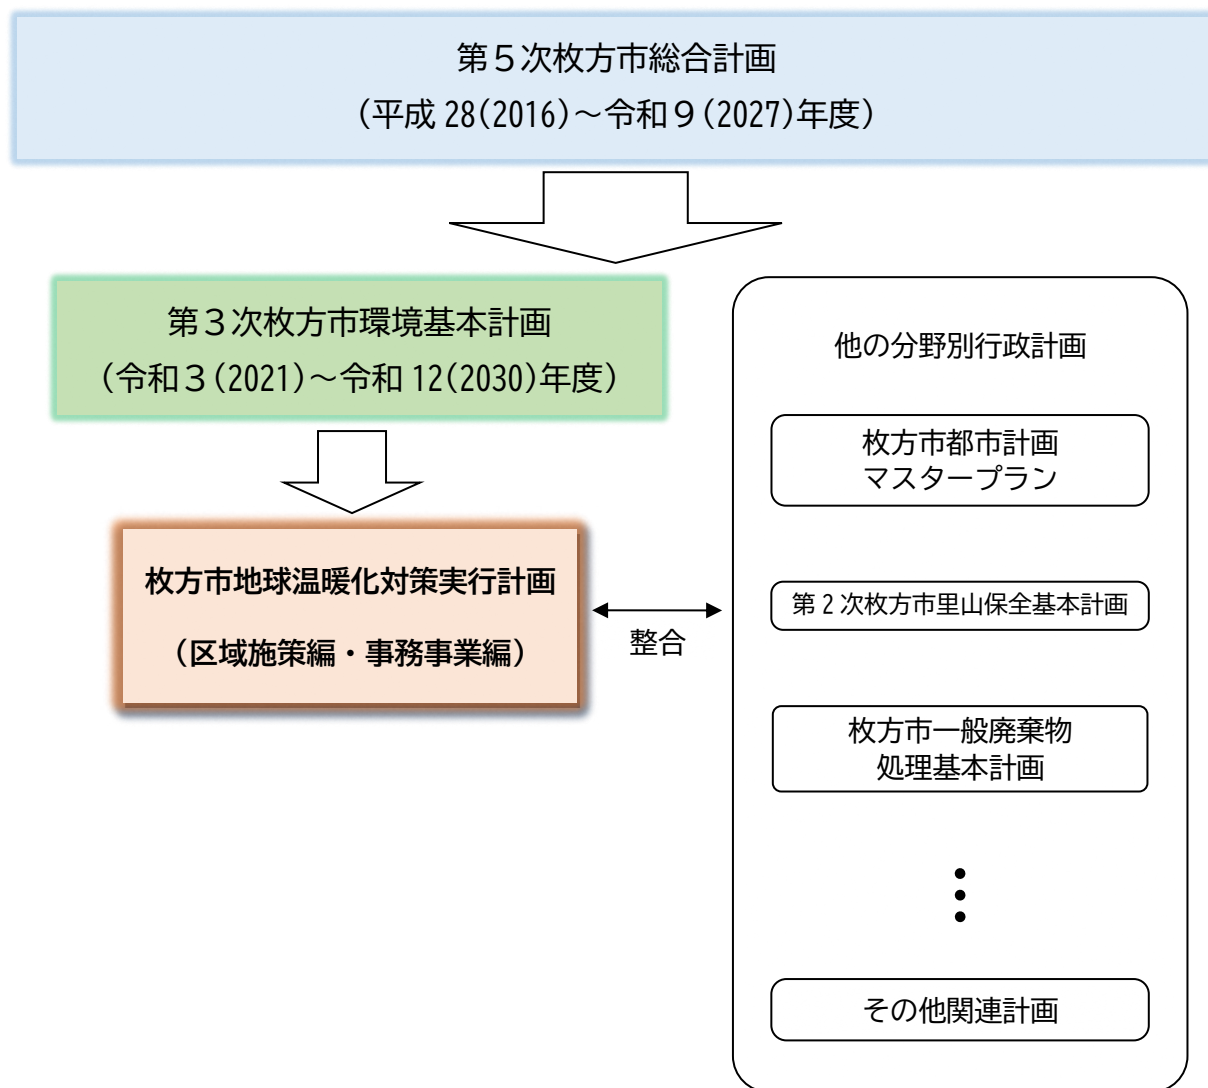 第５次枚方市総合計画
（平成 28(2016)～令和９(2027)年度）
第３次枚方市環境基本計画
（令和３(2021)～令和 12(2030)年度）
枚方市地球温暖化対策実行計画
（区域施策編・事務事業編）
整合
他の分野別行政計画
枚方市都市計画
マスタープラン
第２次枚方市里山保全基本計画
枚方市一般廃棄物
処理基本計画
その他関連計画